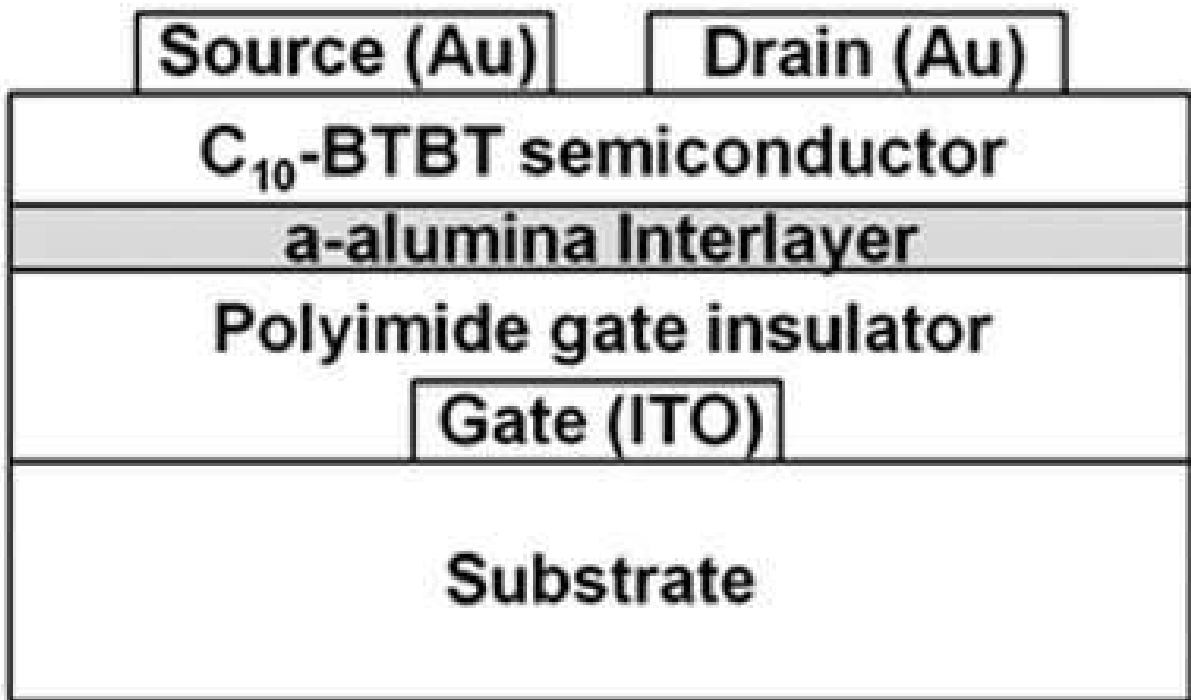 Source (Au) Drain (Au)
C₁₀-BTBT semiconductor
a-alumina Interlayer
Polyimide gate insulator
Gate (ITO)
Substrate